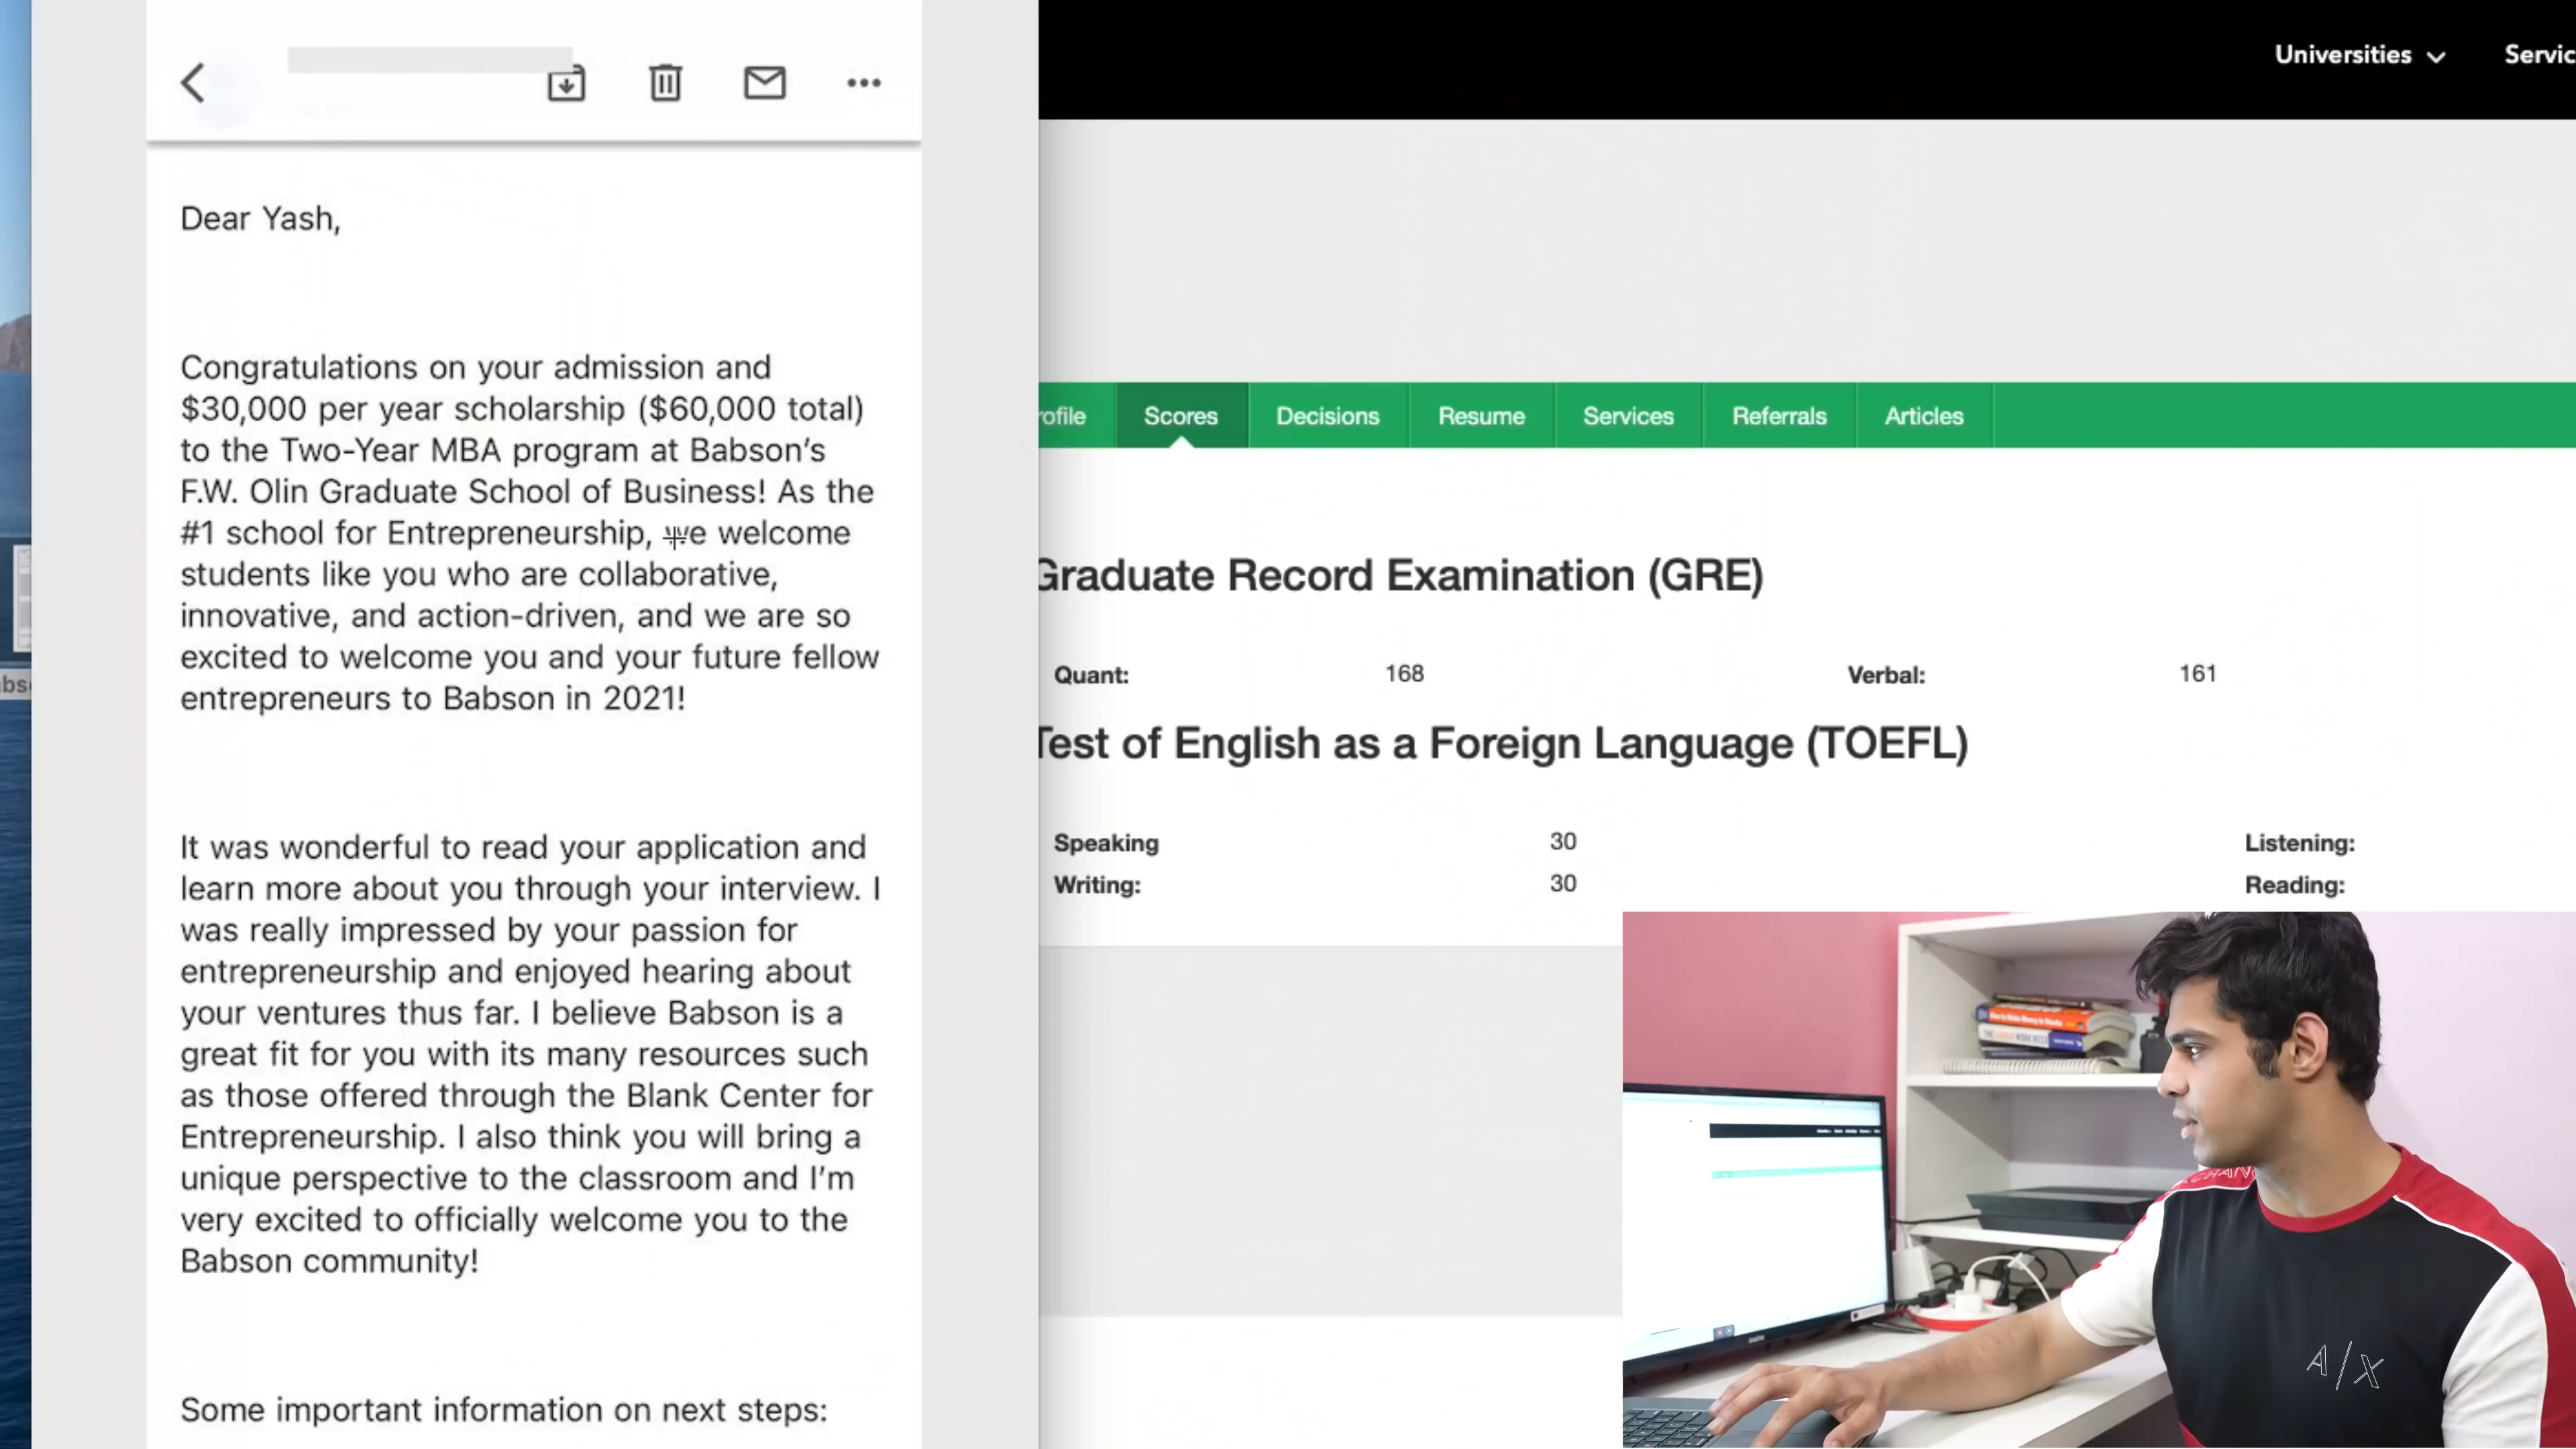 Dear Yash,
Congratulations on your admission and
$30,000 per year scholarship ($60,000 total)
to the Two-Year MBA program at Babson's
F.W. Olin Graduate School of Business! As the
#1 school for Entrepreneurship, we welcome
students like you who are collaborative,
innovative, and action-driven, and we are so
excited to welcome you and your future fellow
entrepreneurs to Babson in 2021!
It was wonderful to read your application and
learn more about you through your interview. I
was really impressed by your passion for
entrepreneurship and enjoyed hearing about
your ventures thus far. I believe Babson is a
great fit for you with its many resources such
as those offered through the Blank Center for
Entrepreneurship. I also think you will bring a
unique perspective to the classroom and I'm
very excited to officially welcome you to the
Babson community!
Some important information on next steps:
Universities Servic
ofile Scores Decisions Resume Services Referrals Articles
Graduate Record Examination (GRE)
Quant: 168 Verbal: 161
Test of English as a Foreign Language (TOEFL)
Speaking 30 Listening:
Writing: 30 Reading:
A/X